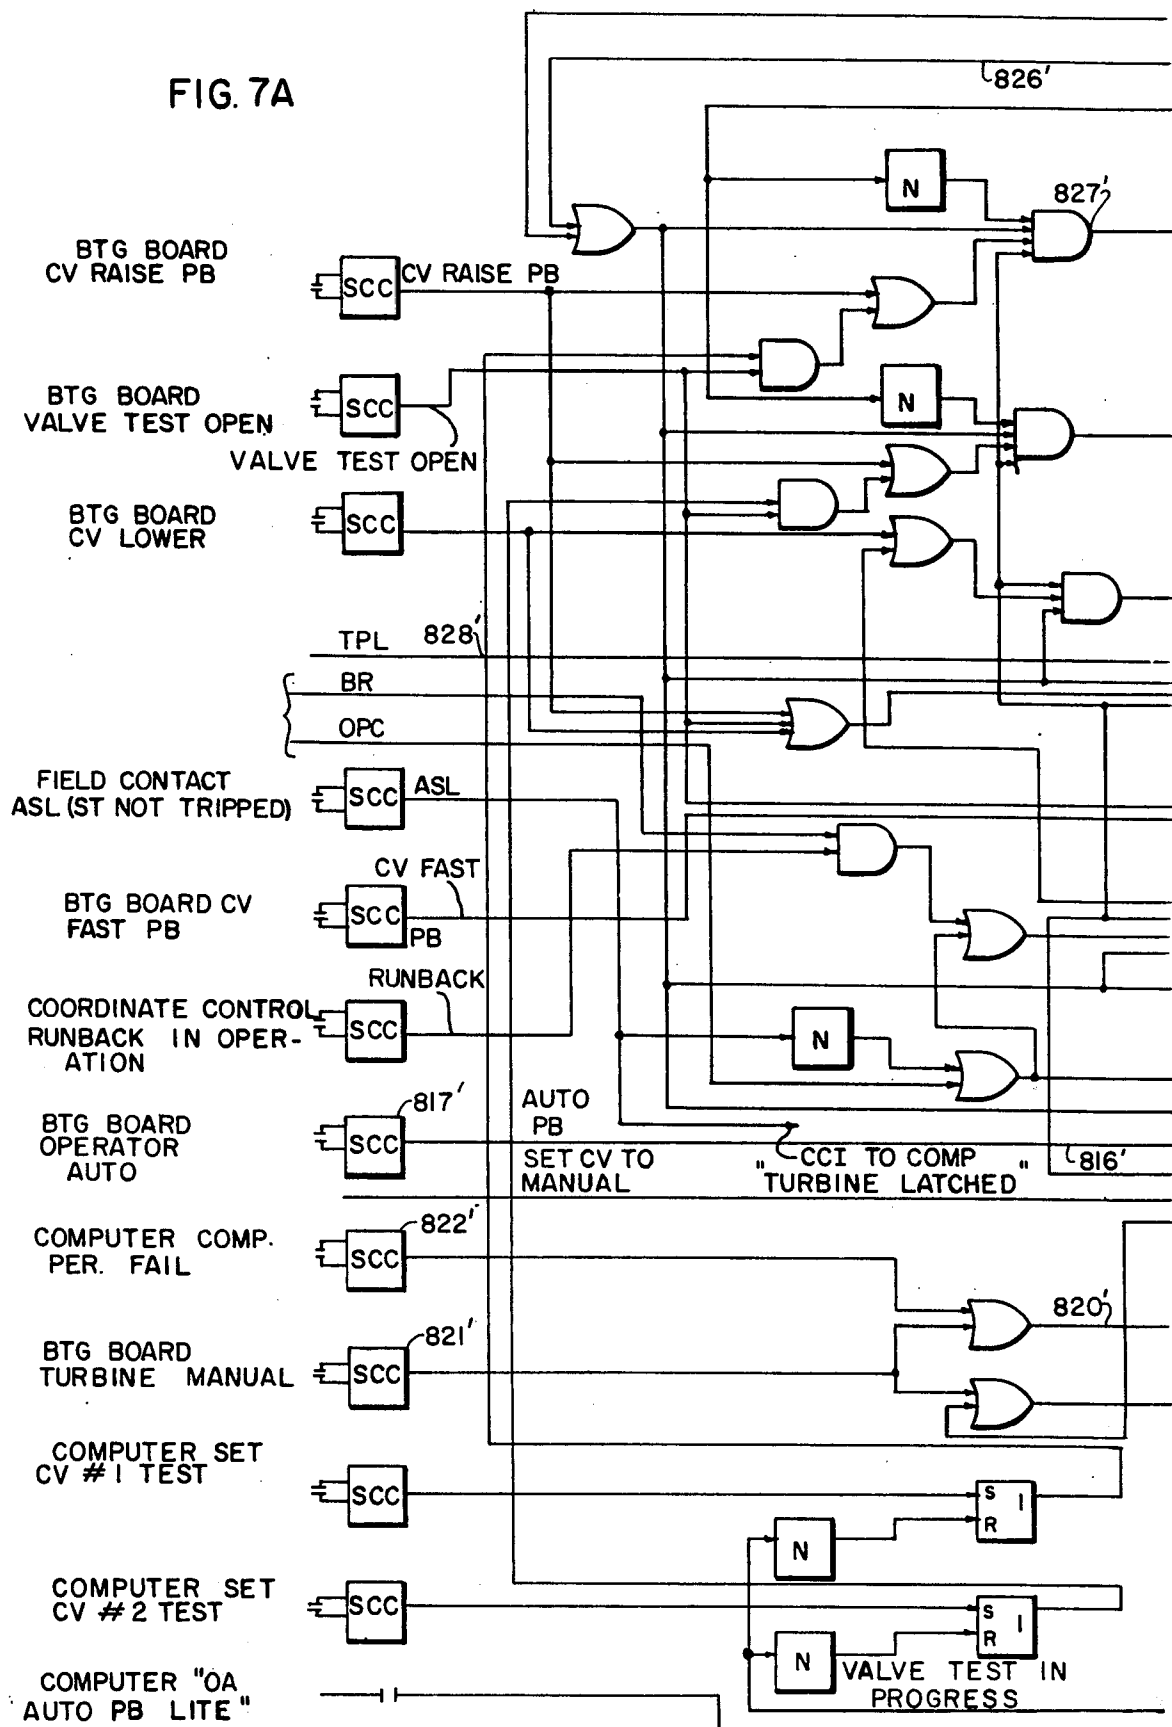 FIG. 7A
826'
N
827'
BTG BOARD
CV RAISE PB
SCC
CV RAISE PB
BTG BOARD
VALVE TEST OPEN
SCC
VALVE TEST OPEN
N
BTG BOARD
CV LOWER
SCC
TPL
828'
BR
OPC
FIELD CONTACT
ASL (ST NOT TRIPPED)
SCC
ASL
BTG BOARD CV
FAST PB
SCC
CV FAST
PB
COORDINATE CONTROL
RUNBACK IN OPER-
ATION
SCC
RUNBACK
N
BTG BOARD
OPERATOR
AUTO
SCC
817'
AUTO
PB
SET CV TO
MANUAL
"CCI TO COMP
TURBINE LATCHED"
816'
COMPUTER COMP.
PER. FAIL
SCC
822'
820'
BTG BOARD
TURBINE MANUAL
SCC
821'
COMPUTER SET
CV #1 TEST
SCC
S
R
1
N
COMPUTER SET
CV #2 TEST
SCC
S
R
1
N
VALVE TEST IN
PROGRESS
COMPUTER "OA
AUTO PB LITE"